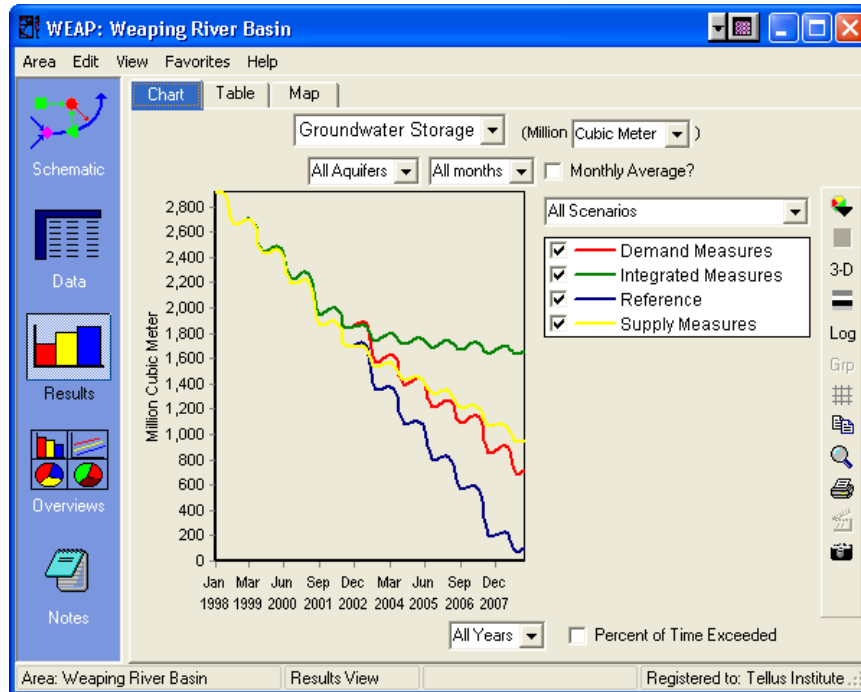 WEAP: Weaping River Basin
Area Edit View Favorites Help
Chart Table Map
Groundwater Storage (Million Cubic Meter )
All Aquifers All months Monthly Average?
All Scenarios
Demand Measures
Integrated Measures
Reference
Supply Measures
Schematic
Data
Results
Overviews
Notes
Million Cubic Meter
2,800
2,600
2,400
2,200
2,000
1,800
1,600
1,400
1,200
1,000
800
600
400
200
0
Jan Mar Jun Sep Dec Mar Jun Sep Dec
1998 1999 2000 2001 2002 2004 2005 2006 2007
3-D
Log
Grp
All Years Percent of Time Exceeded
Area: Weaping River Basin Results View Registered to: Tellus Institute